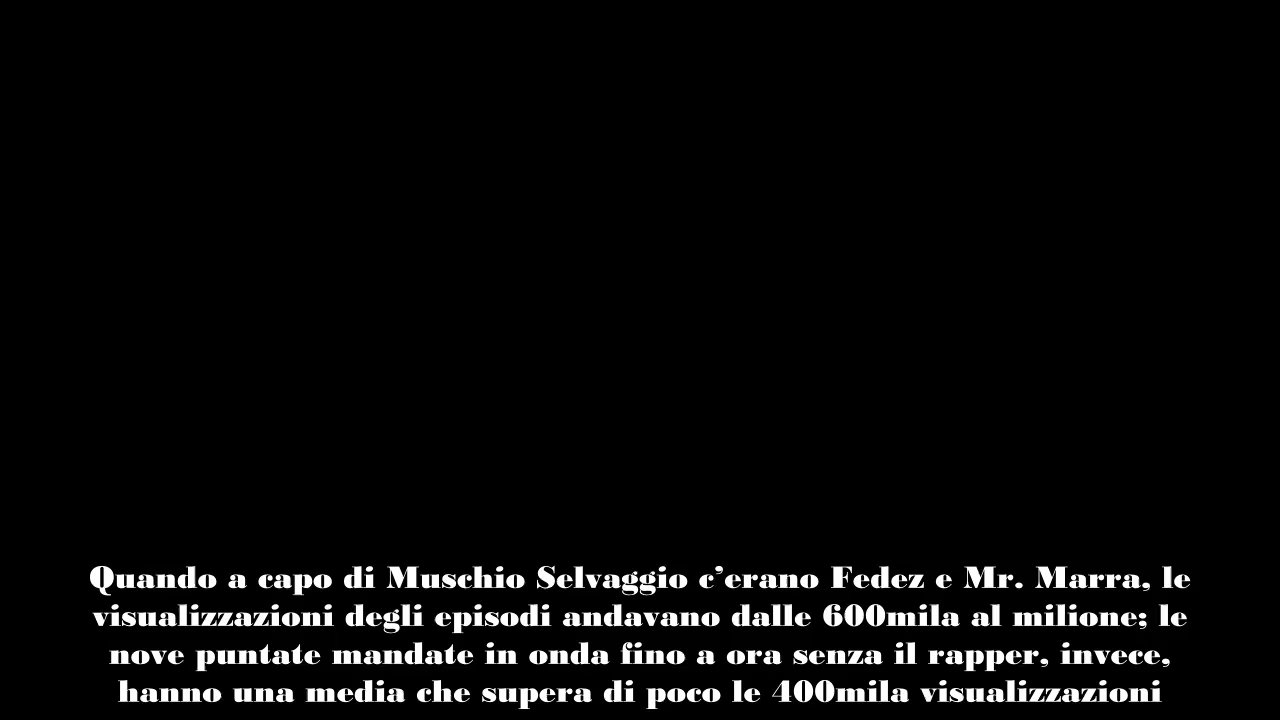 Quando a capo di Muschio Selvaggio c’erano Fedez e Mr. Marra, le
visualizzazioni degli episodi andavano dalle 600mila al milione; le
nove puntate mandate in onda fino a ora senza il rapper, invece,
hanno una media che supera di poco le 400mila visualizzazioni